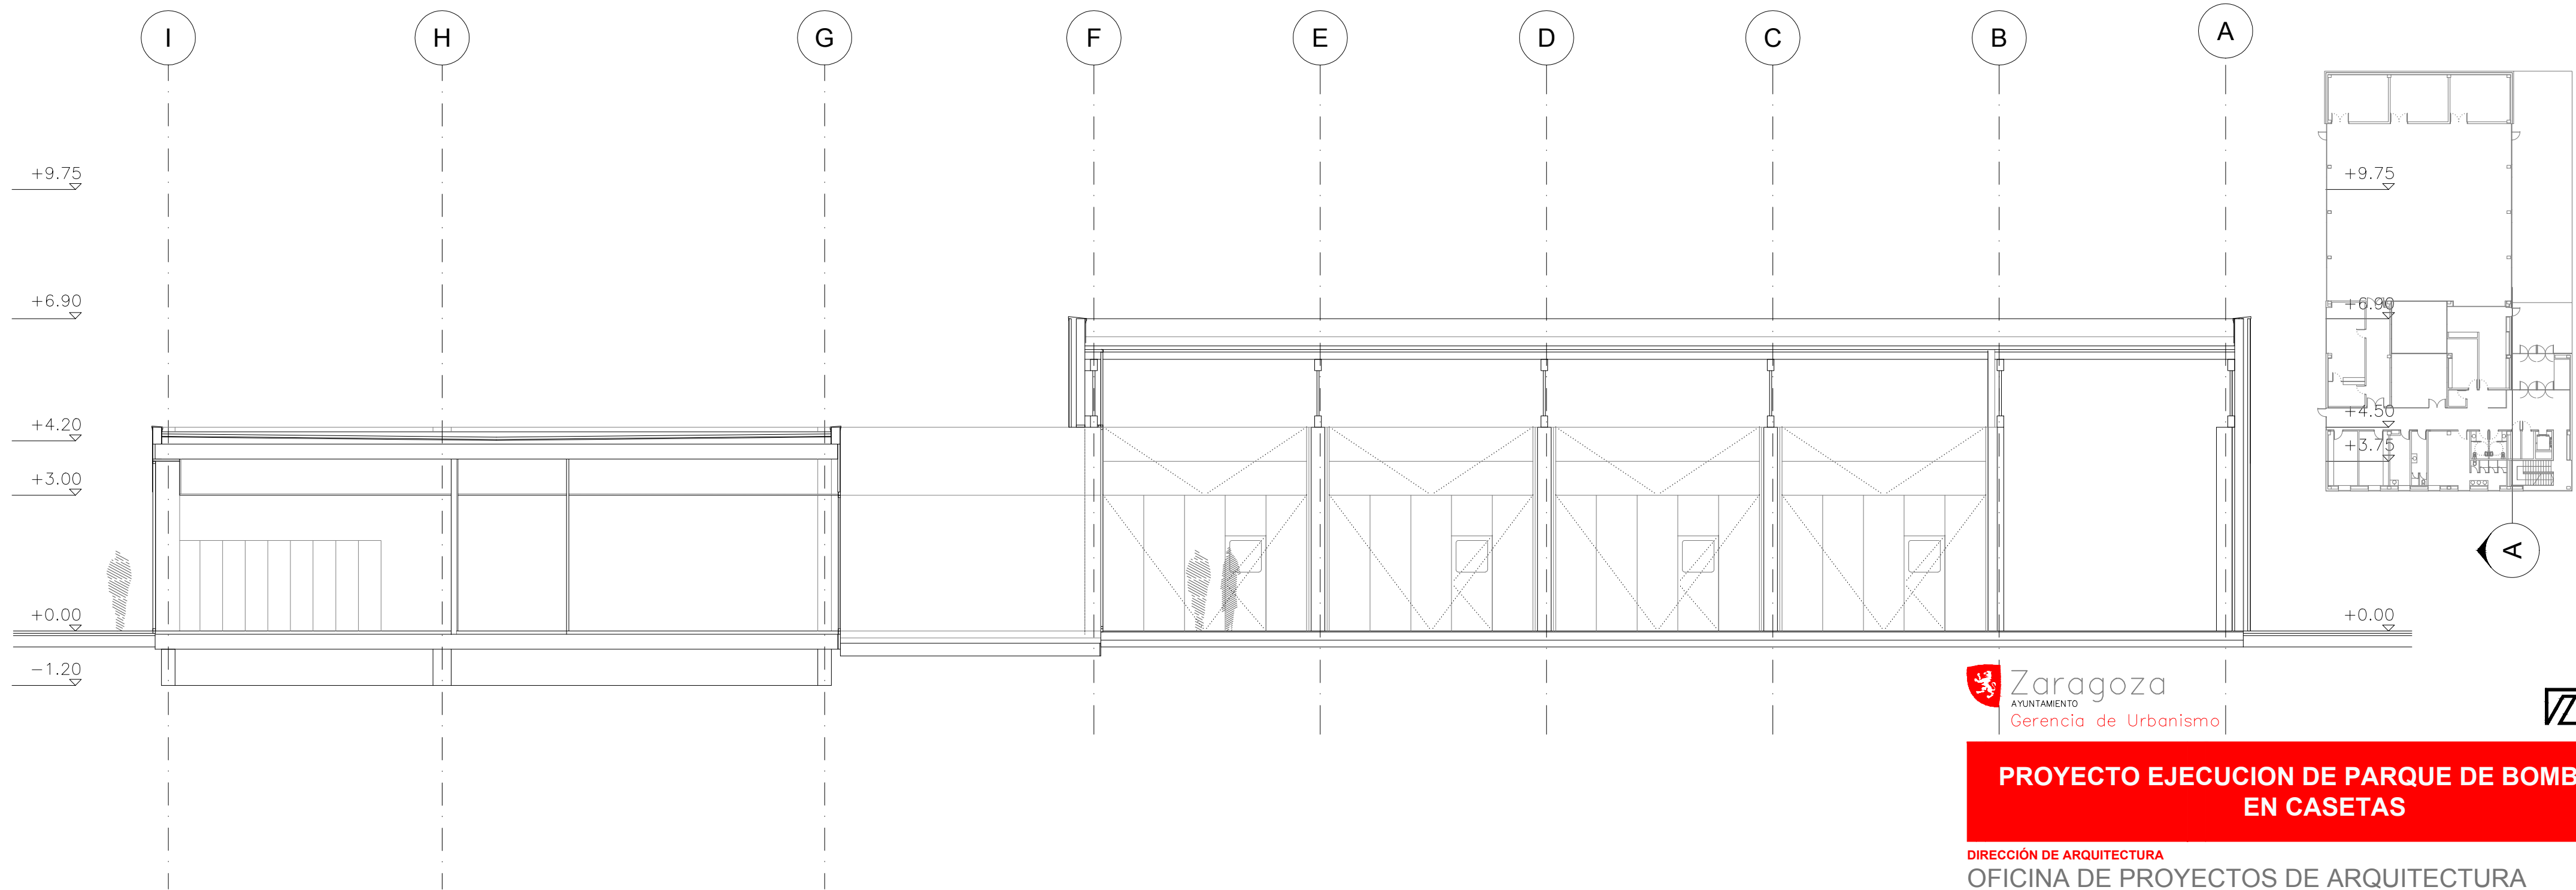 I H G F E D C B A
+9.75
+6.90
+4.20
+3.00
+0.00
-1.20
+9.75
+6.90
+4.50
+3.75
+0.00
A
Zaragoza
AYUNTAMIENTO
Gerencia de Urbanismo
PROYECTO EJECUCION DE PARQUE DE BOMB
EN CASETAS
DIRECCIÓN DE ARQUITECTURA
OFICINA DE PROYECTOS DE ARQUITECTURA